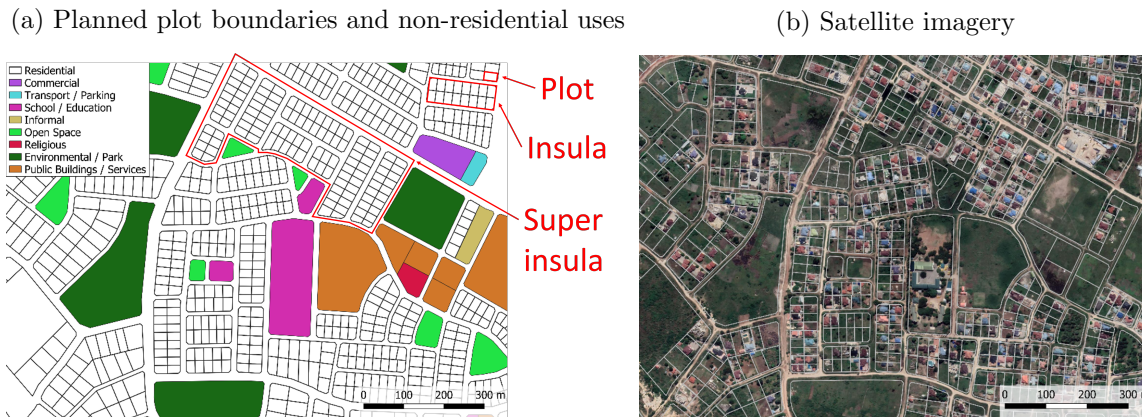 (a) Planned plot boundaries and non-residential uses
(b) Satellite imagery
Residential
Commercial
Transport / Parking
School / Education
Informal
Open Space
Religious
Environmental / Park
Public Buildings / Services
Plot
Insula
Super
insula
0 100 200 300 m
0 100 200 300 m